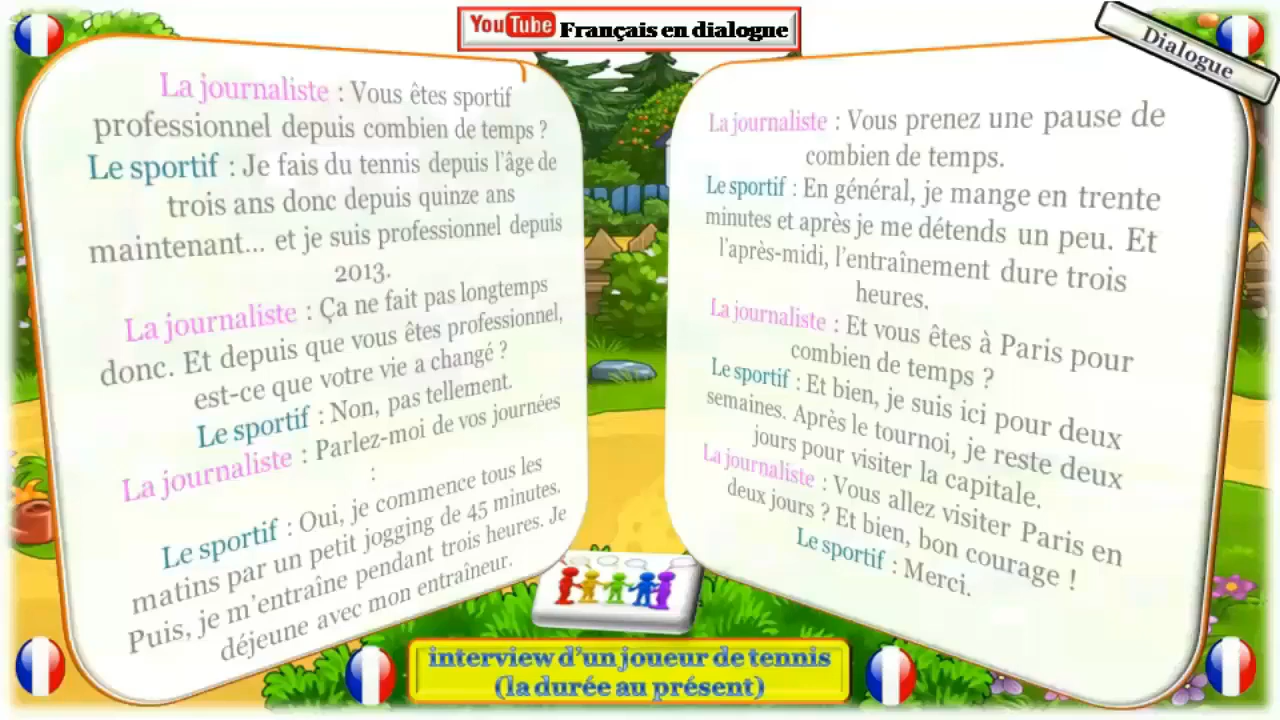 YouTube Français en dialogue
Dialogue
La journaliste : Vous êtes sportif
professionnel depuis combien de temps ?
Le sportif : Je fais du tennis depuis l'âge de
trois ans donc depuis quinze ans
maintenant... et je suis professionnel depuis
2013.
La journaliste : Ça ne fait pas longtemps
donc. Et depuis que vous êtes professionnel,
est-ce que votre vie a changé ?
Le sportif : Non, pas tellement.
La journaliste : Parlez-moi de vos journées
:
Le sportif : Oui, je commence tous les
matins par un petit jogging de 45 minutes.
Puis, je m'entraîne pendant trois heures. Je
déjeune avec mon entraîneur.
La journaliste : Vous prenez une pause de
combien de temps.
Le sportif : En général, je mange en trente
minutes et après je me détends un peu. Et
l'après-midi, l'entraînement dure trois
heures.
La journaliste : Et vous êtes à Paris pour
combien de temps ?
Le sportif : Et bien, je suis ici pour deux
semaines. Après le tournoi, je reste deux
jours pour visiter la capitale.
La journaliste : Vous allez visiter Paris en
deux jours ? Et bien, bon courage !
Le sportif : Merci.
interview d'un joueur de tennis
(la durée au présent)